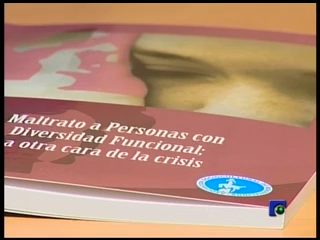 Maltrato a Personas con
Diversidad Funcional;
a otra cara de la crisis